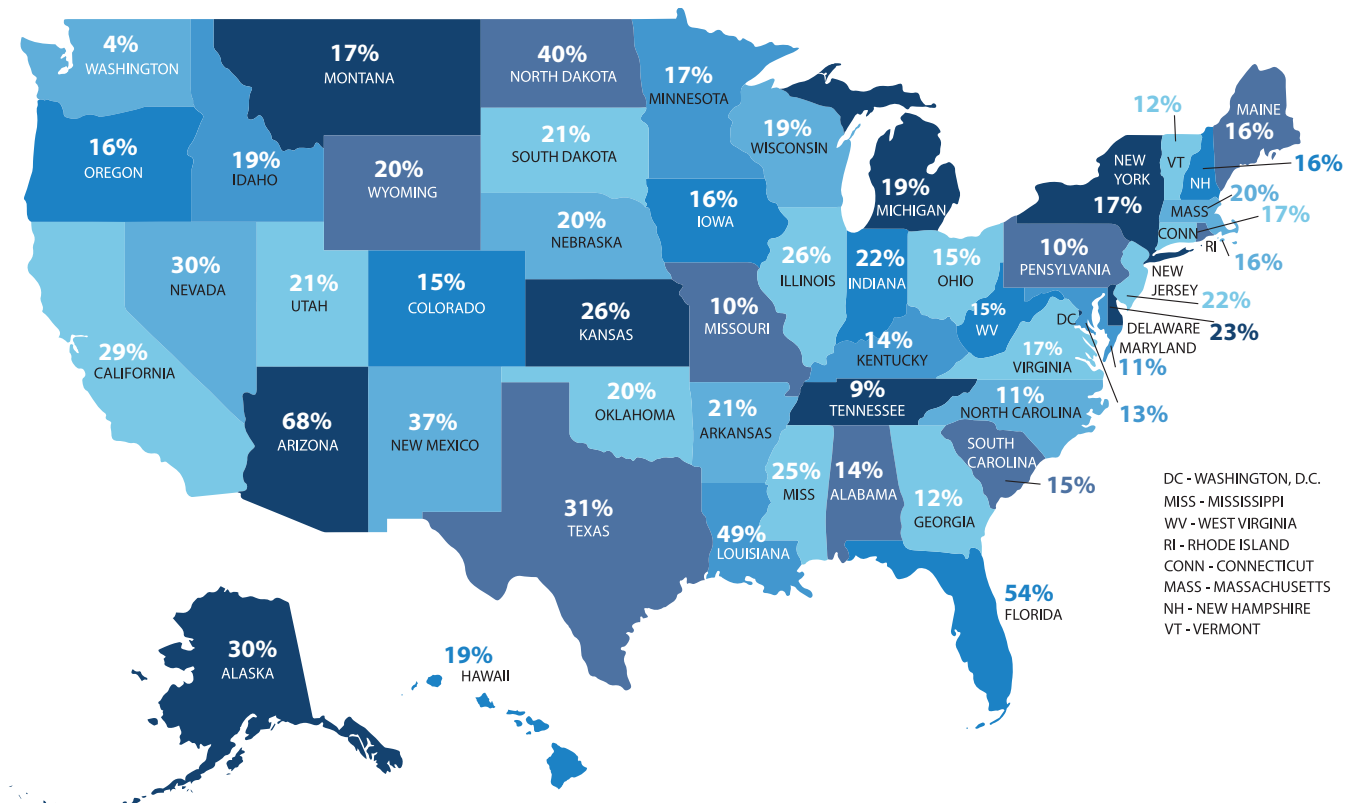 4%
WASHINGTON
17%
MONTANA
40%
NORTH DAKOTA
17%
MINNESOTA
16%
OREGON
19%
IDAHO
20%
WYOMING
21%
SOUTH DAKOTA
19%
WISCONSIN
19%
MICHIGAN
12%
VT
MAINE
16%
NEW
YORK
17%
NH
16%
MASS
20%
CONN
17%
RI
16%
30%
NEVADA
21%
UTAH
15%
COLORADO
20%
NEBRASKA
16%
IOWA
26%
ILLINOIS
22%
INDIANA
15%
OHIO
10%
PENSYLVANIA
NEW
JERSEY
22%
29%
CALIFORNIA
26%
KANSAS
10%
MISSOURI
14%
KENTUCKY
15%
WV
17%
VIRGINIA
DC
DELAWARE
23%
MARYLAND
11%
13%
68%
ARIZONA
37%
NEW MEXICO
20%
OKLAHOMA
21%
ARKANSAS
9%
TENNESSEE
11%
NORTH CAROLINA
SOUTH
CAROLINA
15%
31%
TEXAS
49%
LOUISIANA
25%
MISS
14%
ALABAMA
12%
GEORGIA
54%
FLORIDA
30%
ALASKA
19%
HAWAII
DC - WASHINGTON, D.C.
MISS - MISSISSIPPI
WV - WEST VIRGINIA
RI - RHODE ISLAND
CONN - CONNECTICUT
MASS - MASSACHUSETTS
NH - NEW HAMPSHIRE
VT - VERMONT